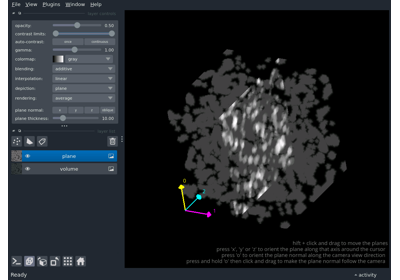 File View Plugins Window Help
opacity: 0.50
contrast limits:
auto-contrast: once continuous
gamma: 1.00
colormap: gray
blending: additive
interpolation: linear
depiction: plane
rendering: average
plane normal: x y z oblique
plane thickness: 10.00
plane
volume
0
2
1
shift + click and drag to move the planes
press 'x', 'y' or 'z' to orient the plane along that axis around the cursor
press 'o' to orient the plane normal along the camera view direction
press and hold 'o' then click and drag to make the plane normal follow the camera
Ready
activity